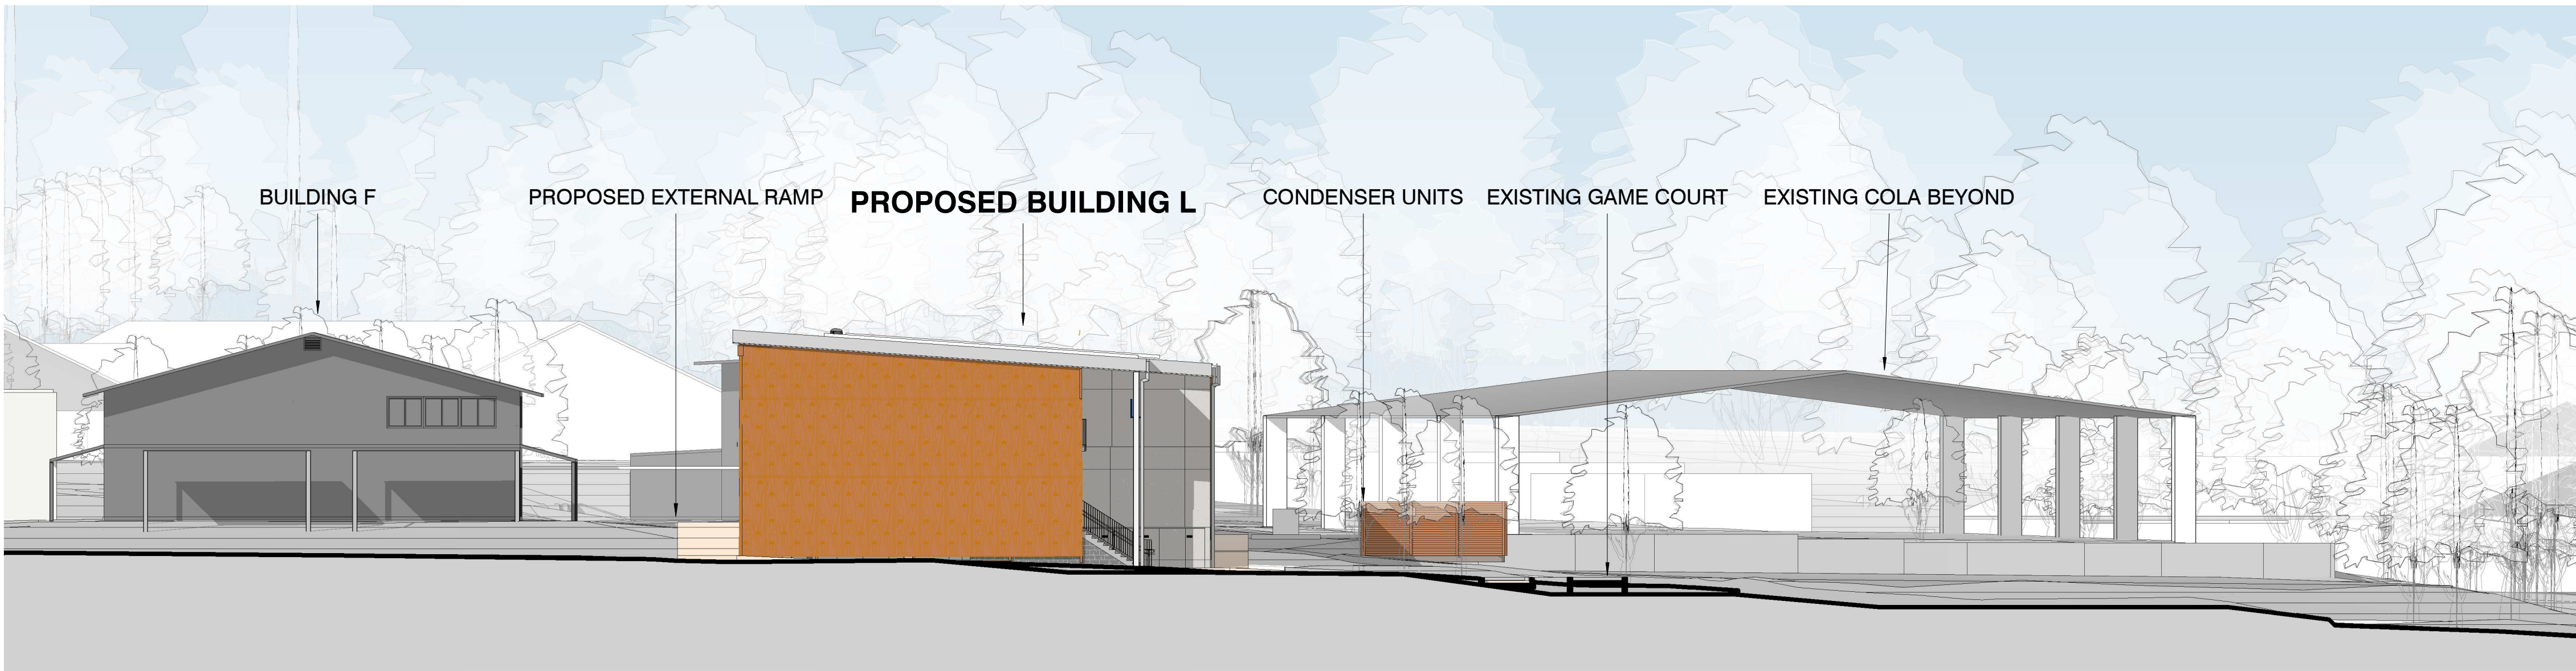 BUILDING F
PROPOSED EXTERNAL RAMP
PROPOSED BUILDING L
CONDENSER UNITS
EXISTING GAME COURT
EXISTING COLA BEYOND